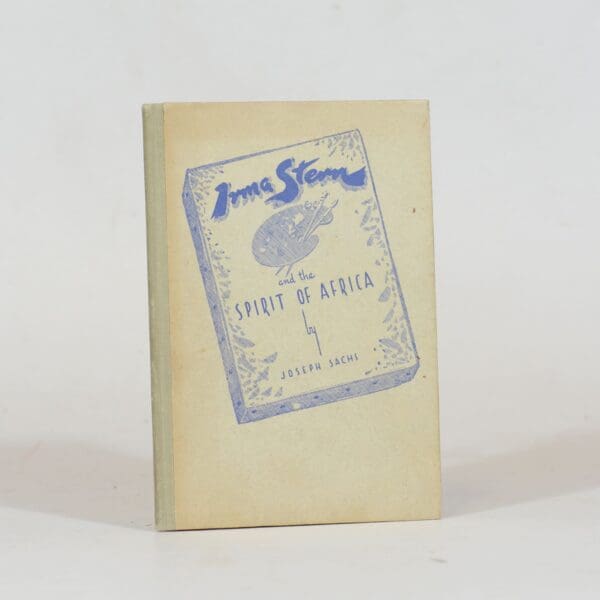 Irma Stern
and the
SPIRIT OF AFRICA
by
JOSEPH SACHS